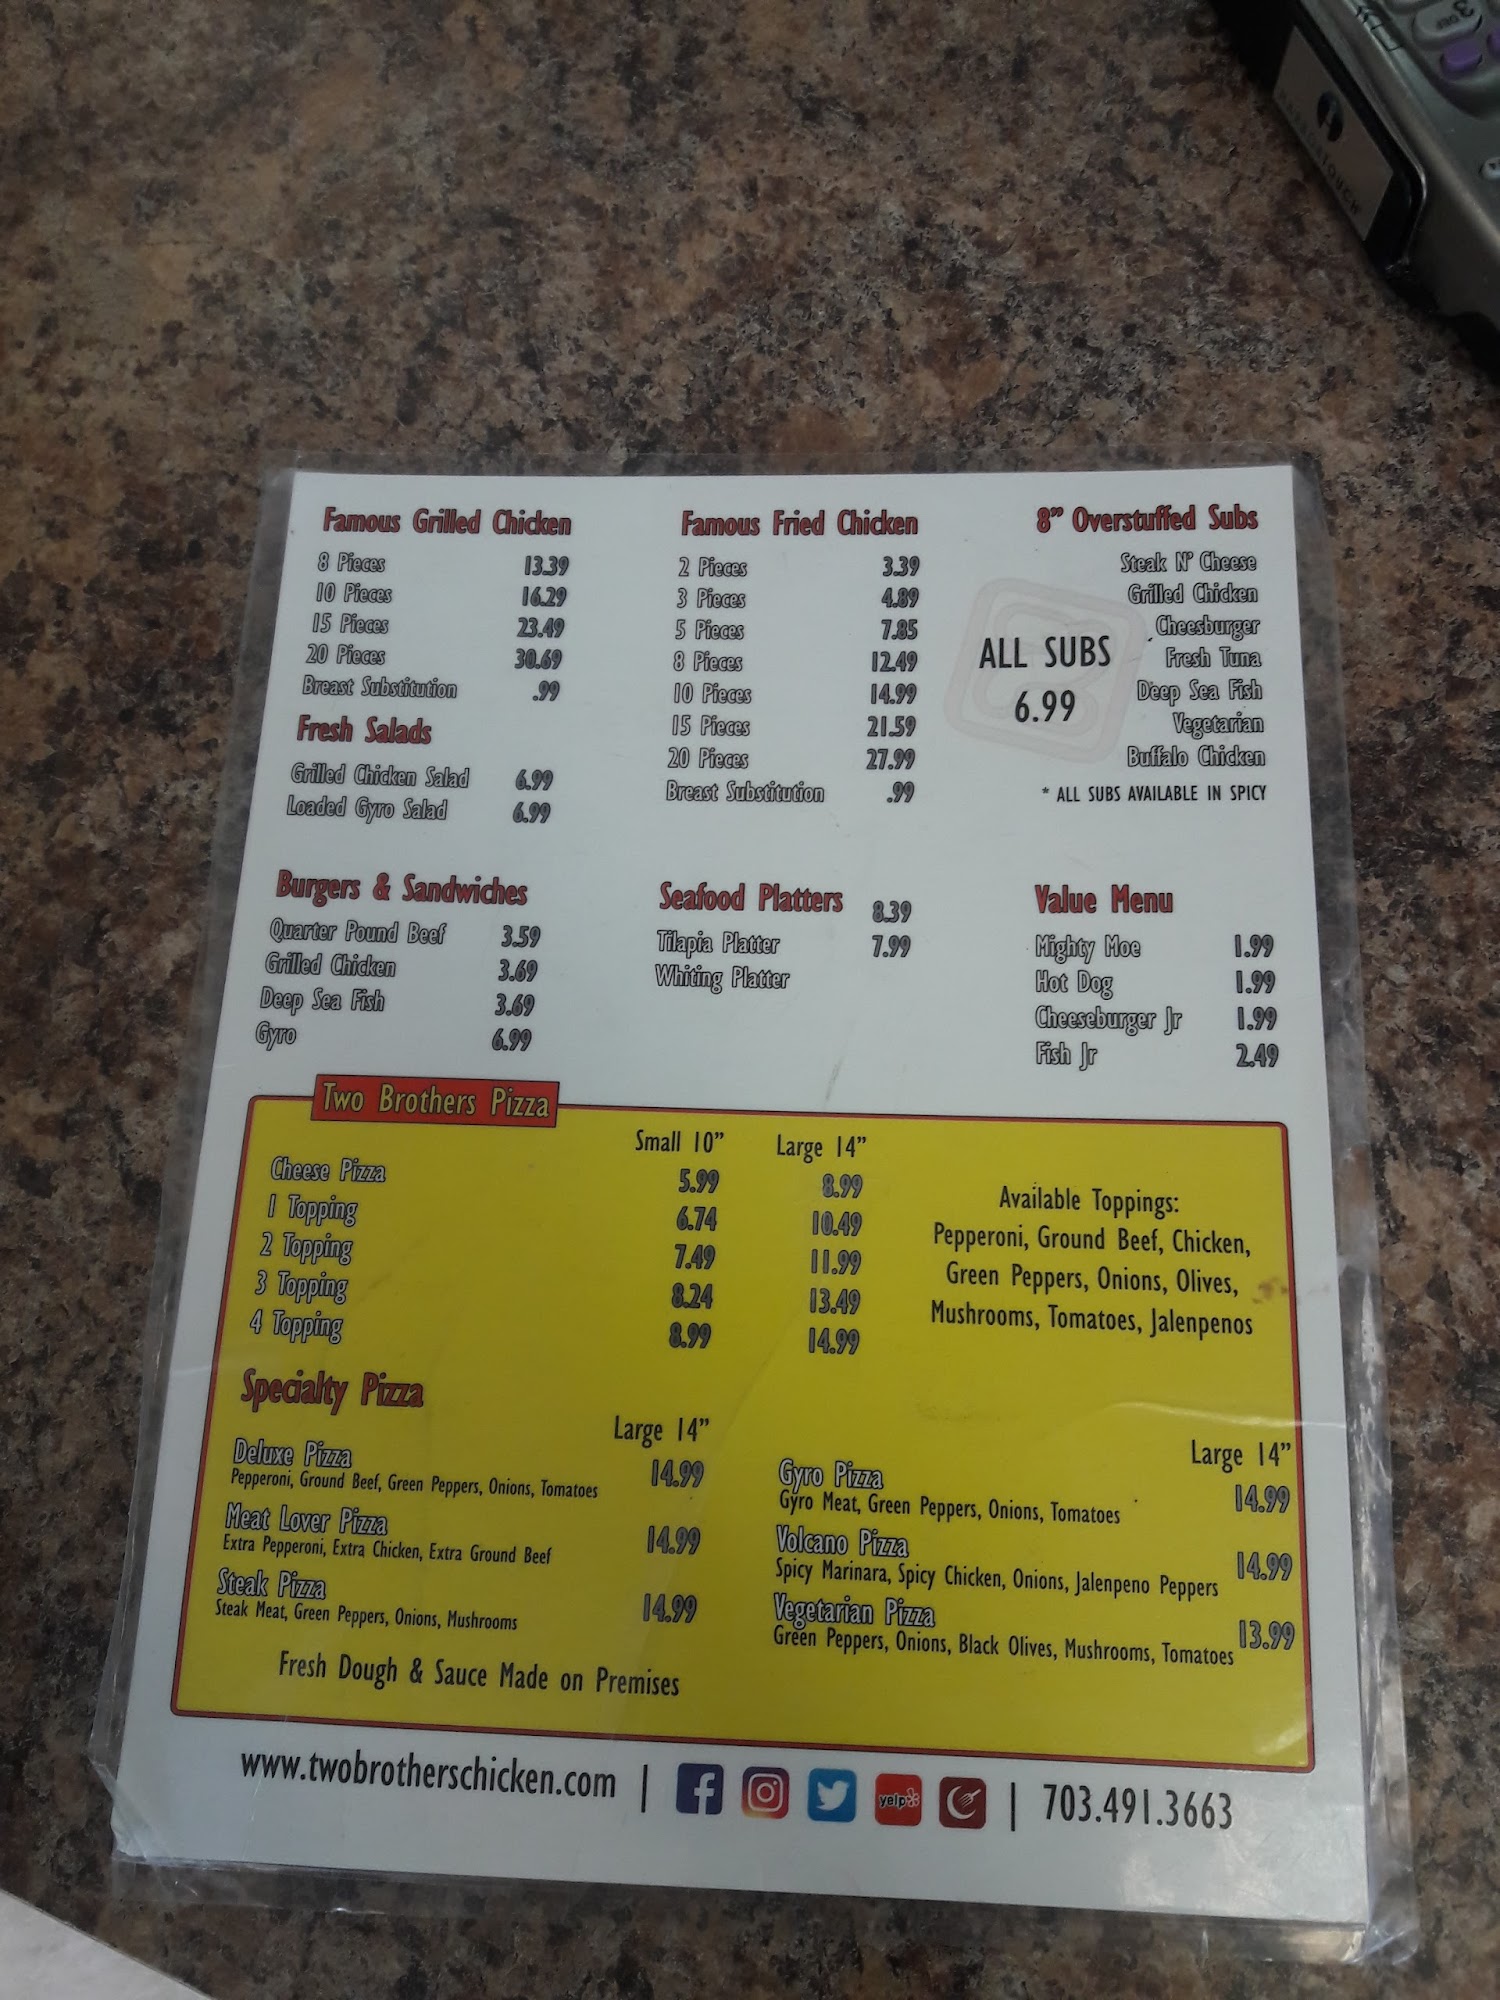 Famous Grilled Chicken
8 Pieces 13.39
10 Pieces 16.29
15 Pieces 23.49
20 Pieces 30.69
Breast Substitution .99
Fresh Salads
Grilled Chicken Salad 6.99
Loaded Gyro Salad 6.99
Famous Fried Chicken
2 Pieces 3.39
3 Pieces 4.89
5 Pieces 7.85
8 Pieces 12.49
10 Pieces 14.99
15 Pieces 21.59
20 Pieces 27.99
Breast Substitution .99
8" Overstuffed Subs
Steak N' Cheese
Grilled Chicken
Cheesburger
Fresh Tuna
Deep Sea Fish
Vegetarian
Buffalo Chicken
ALL SUBS
6.99
* ALL SUBS AVAILABLE IN SPICY
Burgers & Sandwiches
Quarter Pound Beef 3.59
Grilled Chicken 3.69
Deep Sea Fish 3.69
Gyro 6.99
Seafood Platters 8.39
Tilapia Platter 7.99
Whiting Platter
Value Menu
Mighty Moe 1.99
Hot Dog 1.99
Cheeseburger Jr 1.99
Fish Jr 2.49
Two Brothers Pizza
Small 10" Large 14"
Cheese Pizza 5.99 8.99
1 Topping 6.74 10.49
2 Topping 7.49 11.99
3 Topping 8.24 13.49
4 Topping 8.99 14.99
Available Toppings:
Pepperoni, Ground Beef, Chicken,
Green Peppers, Onions, Olives,
Mushrooms, Tomatoes, Jalenpenos
Specialty Pizza
Large 14"
Deluxe Pizza 14.99
Pepperoni, Ground Beef, Green Peppers, Onions, Tomatoes
Meat Lover Pizza 14.99
Extra Pepperoni, Extra Chicken, Extra Ground Beef
Steak Pizza 14.99
Steak Meat, Green Peppers, Onions, Mushrooms
Large 14"
Gyro Pizza 14.99
Gyro Meat, Green Peppers, Onions, Tomatoes
Volcano Pizza 14.99
Spicy Marinara, Spicy Chicken, Onions, Jalenpeno Peppers
Vegetarian Pizza 13.99
Green Peppers, Onions, Black Olives, Mushrooms, Tomatoes
Fresh Dough & Sauce Made on Premises
www.twobrotherschicken.com | yelp | 703.491.3663
3 DEF